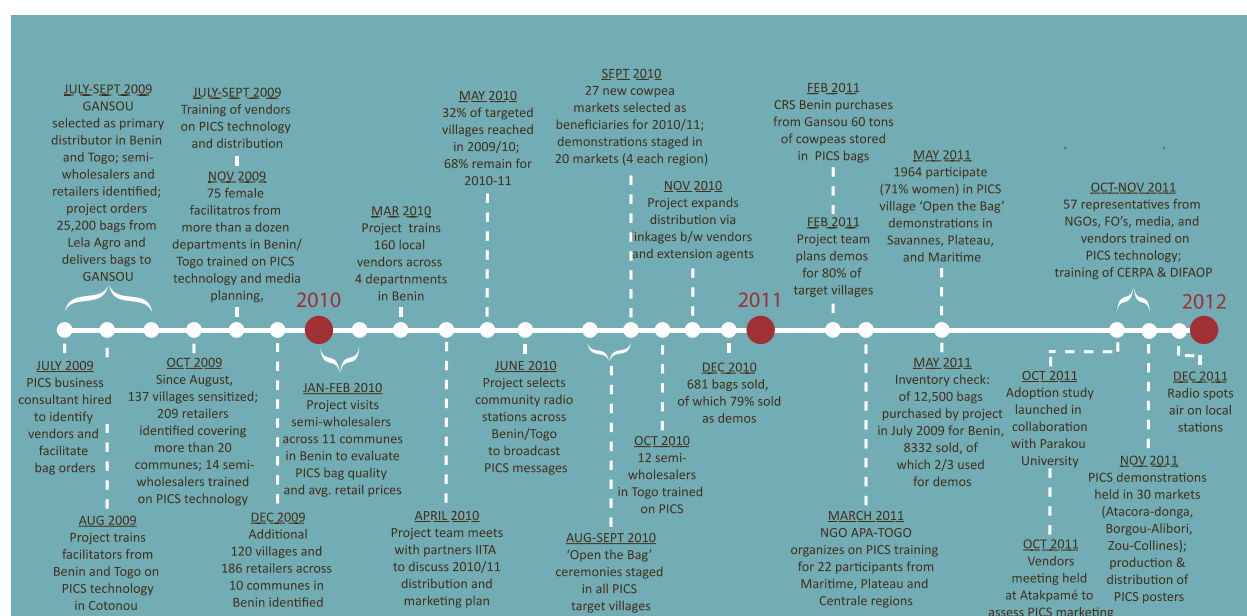 JULY-SEPT 2009
GANSOU
selected as primary
distributor in Benin
and Togo; semi-
wholesalers and
retailers identified;
project orders
25,200 bags from
Lela Agro and
delivers bags to
GANSOU
JULY-SEPT 2009
Training of vendors
on PICS technology
and distribution
NOV 2009
75 female
facilitatros from
more than a dozen
departments in Benin/
Togo trained on PICS
technology and media
planning,
MAR 2010
Project trains
160 local
vendors across
4 departnments
in Benin
MAY 2010
32% of targeted
villages reached
in 2009/10;
68% remain for
2010-11
SEPT 2010
27 new cowpea
markets selected as
beneficiaries for 2010/11;
demonstrations staged in
20 markets (4 each region)
NOV 2010
Project expands
distribution via
linkages b/w vendors
and extension agents
FEB 2011
CRS Benin purchases
from Gansou 60 tons
of cowpeas stored
in PICS bags
FEB 2011
Project team
plans demos
for 80% of
target villages
MAY 2011
1964 participate
(71% women) in PICS
village ‘Open the Bag’
demonstrations in
Savannes, Plateau,
and Maritime
OCT-NOV 2011
57 representatives from
NGOs, FO’s, media, and
vendors trained on
PICS technology;
training of CERPA & DIFAOP
2010
2011
2012
JULY 2009
PICS business
consultant hired
to identify
vendors and
facilitate
bag orders
AUG 2009
Project trains
facilitators from
Benin and Togo on
PICS technology
in Cotonou
OCT 2009
Since August,
137 villages sensitized;
209 retailers
identified covering
more than 20
communes; 14 semi-
wholesalers trained
on PICS technology
DEC 2009
Additional
120 villages and
186 retailers across
10 communes in
Benin identified
JAN-FEB 2010
Project visits
semi-wholesalers
across 11 communes
in Benin to evaluate
PICS bag quality
and avg. retail prices
APRIL 2010
Project team meets
with partners IITA
to discuss 2010/11
distribution and
marketing plan
JUNE 2010
Project selects
community radio
stations across
Benin/Togo
to broadcast
PICS messages
AUG-SEPT 2010
‘Open the Bag’
ceremonies staged
in all PICS
target villages
OCT 2010
12 semi-
wholesalers
in Togo trained
on PICS
DEC 2010
681 bags sold,
of which 79% sold
as demos
MARCH 2011
NGO APA-TOGO
organizes on PICS training
for 22 participants from
Maritime, Plateau and
Centrale regions
MAY 2011
Inventory check:
of 12,500 bags
purchased by project
in July 2009 for Benin,
8332 sold, of
which 2/3 used
for demos
OCT 2011
Adoption study
launched in
collaboration
with Parakou
University
OCT 2011
Vendors
meeting held
at Atakpamé to
assess PICS marketing
NOV 2011
PICS demonstrations
held in 30 markets
(Atacora-donga,
Borgou-Alibori,
Zou-Collines);
production &
distribution of
PICS posters
DEC 2011
Radio spots
air on local
stations